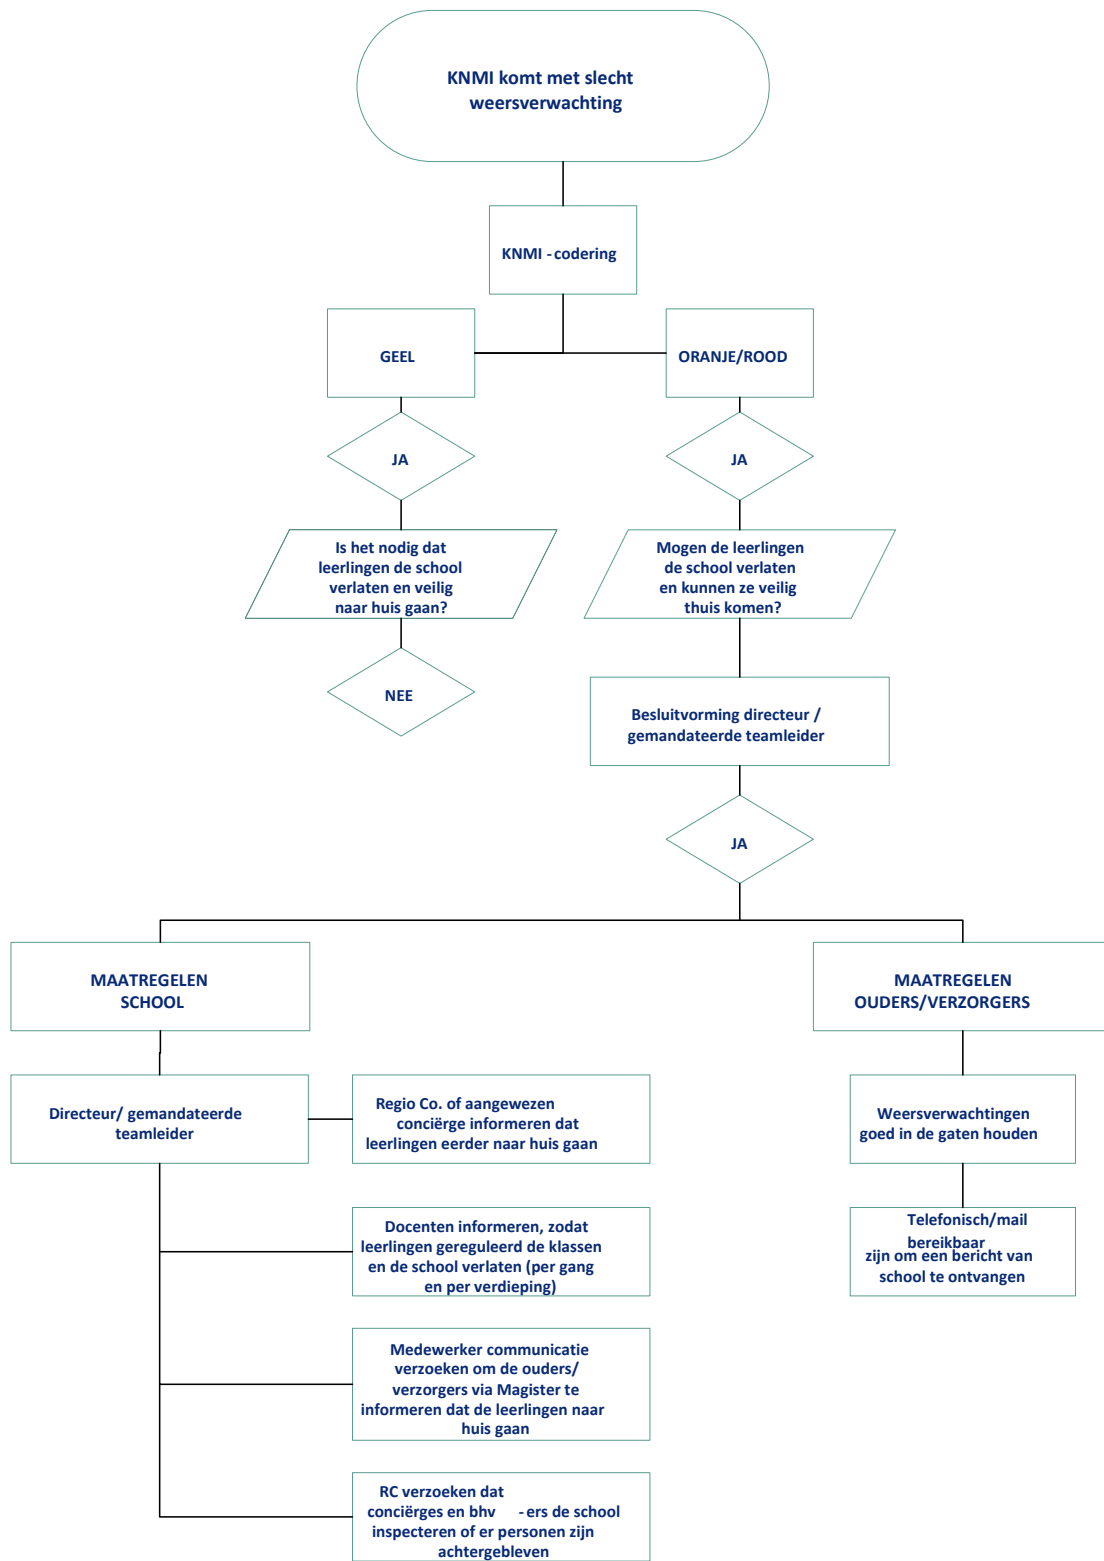 KNMI komt met slecht
weersverwachting
KNMI - codering
GEEL
ORANJE/ROOD
JA
JA
Is het nodig dat
leerlingen de school
verlaten en veilig
naar huis gaan?
Mogen de leerlingen
de school verlaten
en kunnen ze veilig
thuis komen?
NEE
Besluitvorming directeur /
gemandateerde teamleider
JA
MAATREGELEN
SCHOOL
MAATREGELEN
OUDERS/VERZORGERS
Directeur/ gemandateerde
teamleider
Regio Co. of aangewezen
conciërge informeren dat
leerlingen eerder naar huis gaan
Weersverwachtingen
goed in de gaten houden
Docenten informeren, zodat
leerlingen gereguleerd de klassen
en de school verlaten (per gang
en per verdieping)
Telefonisch/mail
bereikbaar
zijn om een bericht van
school te ontvangen
Medewerker communicatie
verzoeken om de ouders/
verzorgers via Magister te
informeren dat de leerlingen naar
huis gaan
RC verzoeken dat
conciërges en bhv - ers de school
inspecteren of er personen zijn
achtergebleven